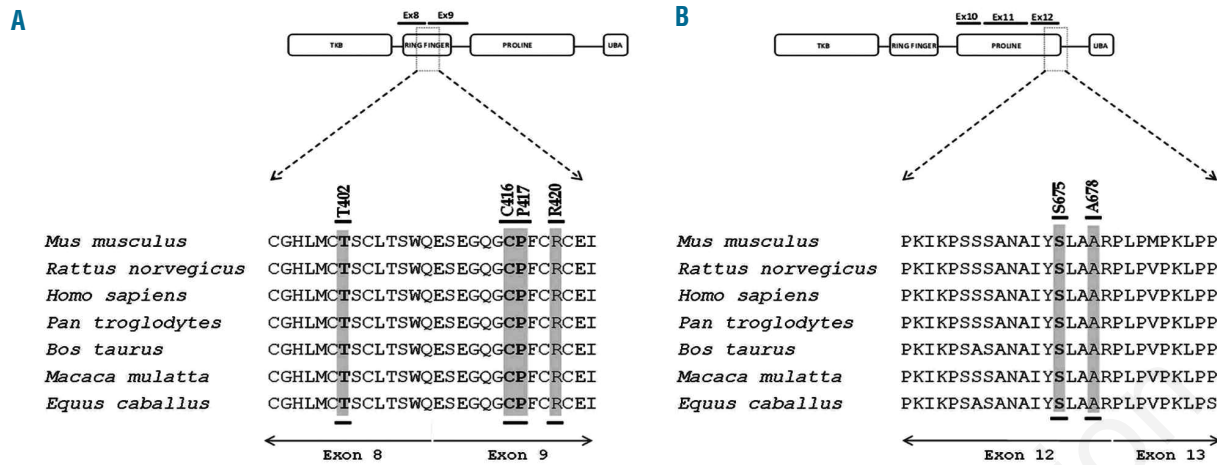 A
Ex8 Ex9
TKB RING FINGER PROLINE UBA
T402 C416 P417 R420
Mus musculus CGHLMCTSCLTSWQESEGQGCPFCRCEI
Rattus norvegicus CGHLMCTSCLTSWQESEGQGCPFCRCEI
Homo sapiens CGHLMCTSCLTSWQESEGQGCPFCRCEI
Pan troglodytes CGHLMCTSCLTSWQESEGQGCPFCRCEI
Bos taurus CGHLMCTSCLTSWQESEGQGCPFCRCEI
Macaca mulatta CGHLMCTSCLTSWQESEGQGCPFCRCEI
Equus caballus CGHLMCTSCLTSWQESEGQGCPFCRCEI
Exon 8 Exon 9
B
Ex10 Ex11 Ex12
TKB RING FINGER PROLINE UBA
S675 A678
Mus musculus PKIKPSSSANAIYSLAARPLPMPKLPP
Rattus norvegicus PKIKPSSSANAIYSLAARPLPVPKLPP
Homo sapiens PKIKPSSSANAIYSLAARPLPVPKLPP
Pan troglodytes PKIKPSSSANAIYSLAARPLPVPKLPP
Bos taurus PKIKPSASANAIYSLAARPLPVPKLPP
Macaca mulatta PKIKPSSSANAIYSLAARPLPVPKLPP
Equus caballus PKIKPSASANAIYSLAARPLPVPKLPS
Exon 12 Exon 13